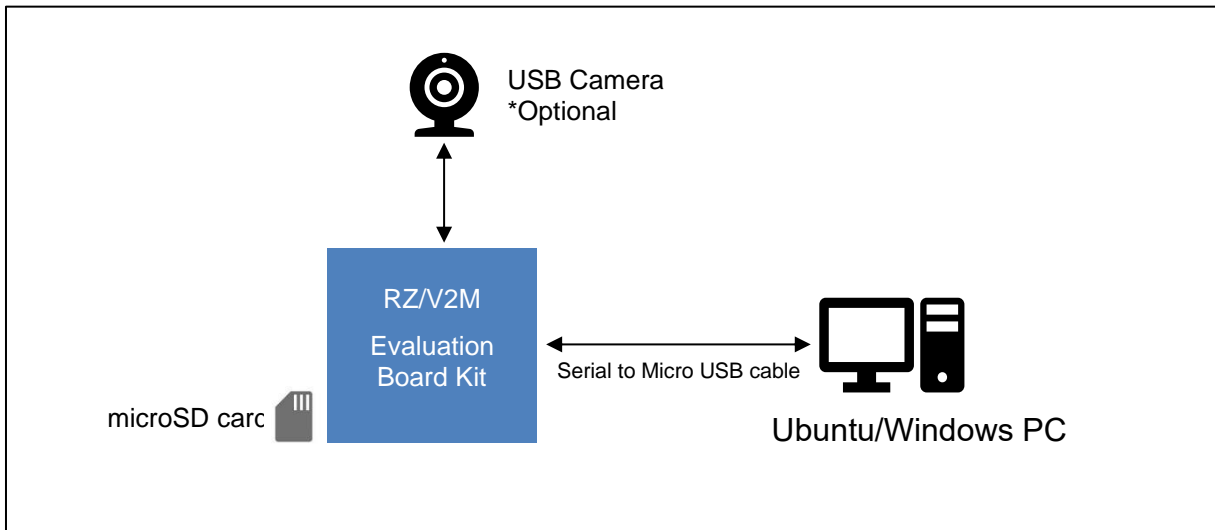 USB Camera
*Optional
RZ/V2M
Evaluation
Board Kit
Serial to Micro USB cable
microSD card
Ubuntu/Windows PC